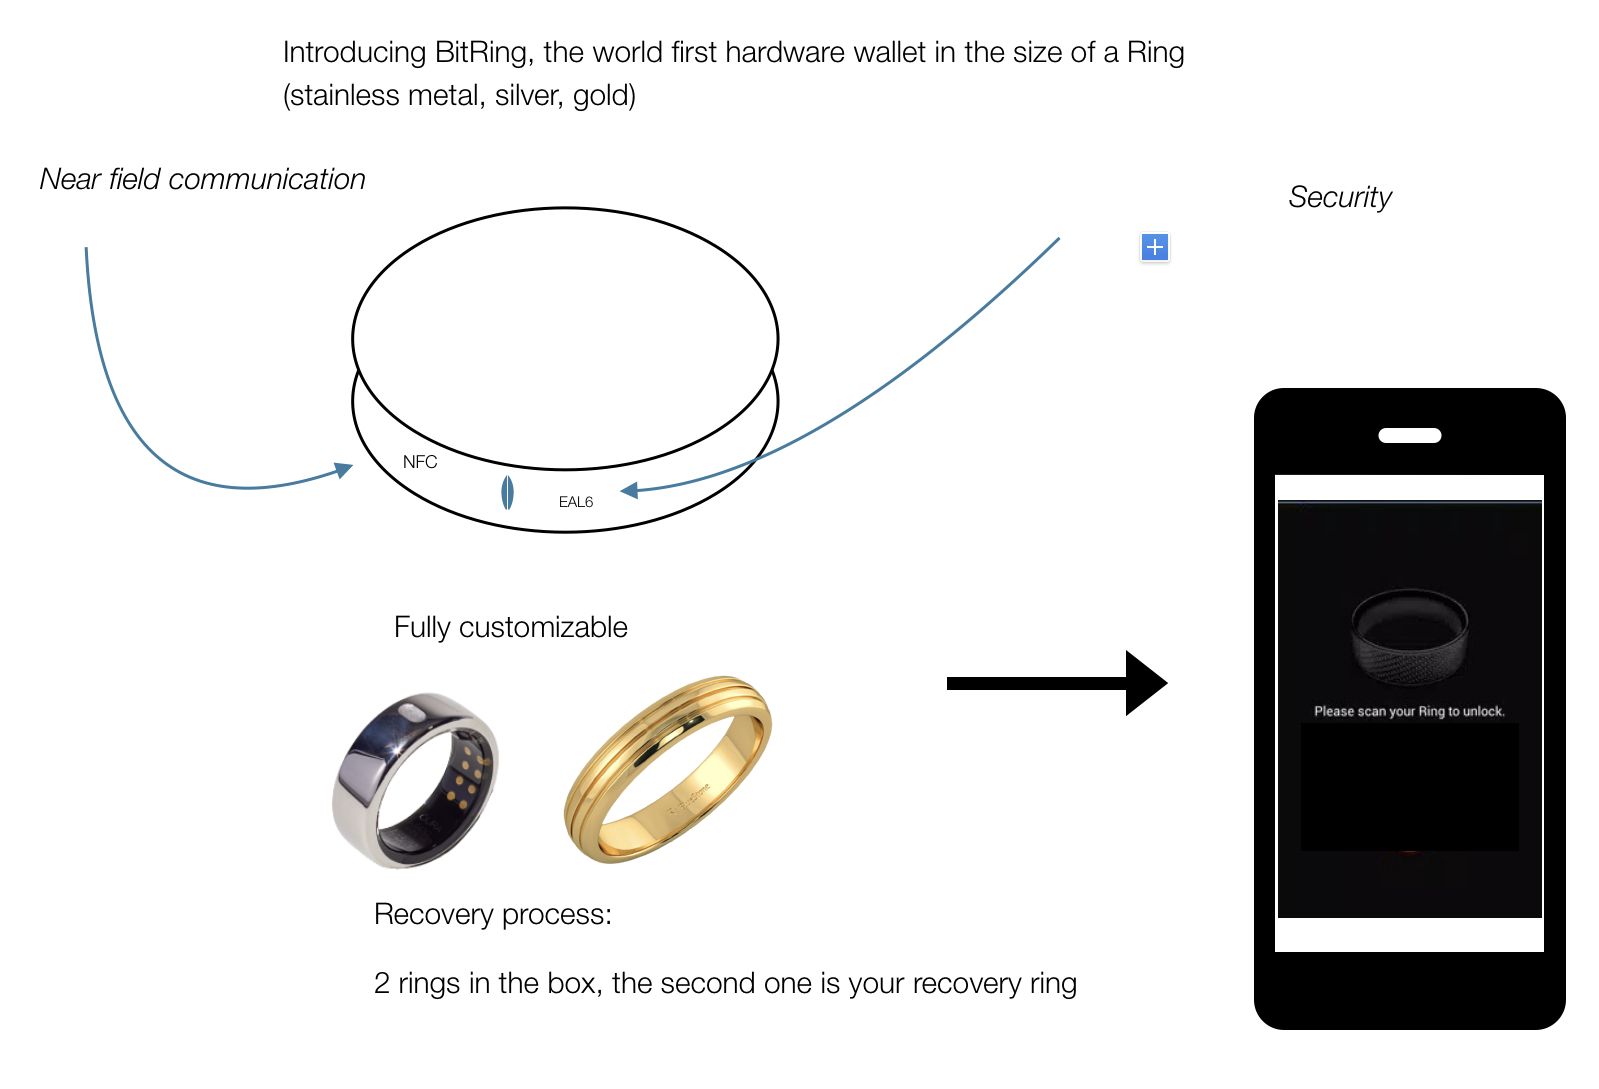 Introducing BitRing, the world first hardware wallet in the size of a Ring
(stainless metal, silver, gold)
Near field communication
Security
NFC
EAL6
Fully customizable
Please scan your Ring to unlock.
Recovery process:
2 rings in the box, the second one is your recovery ring